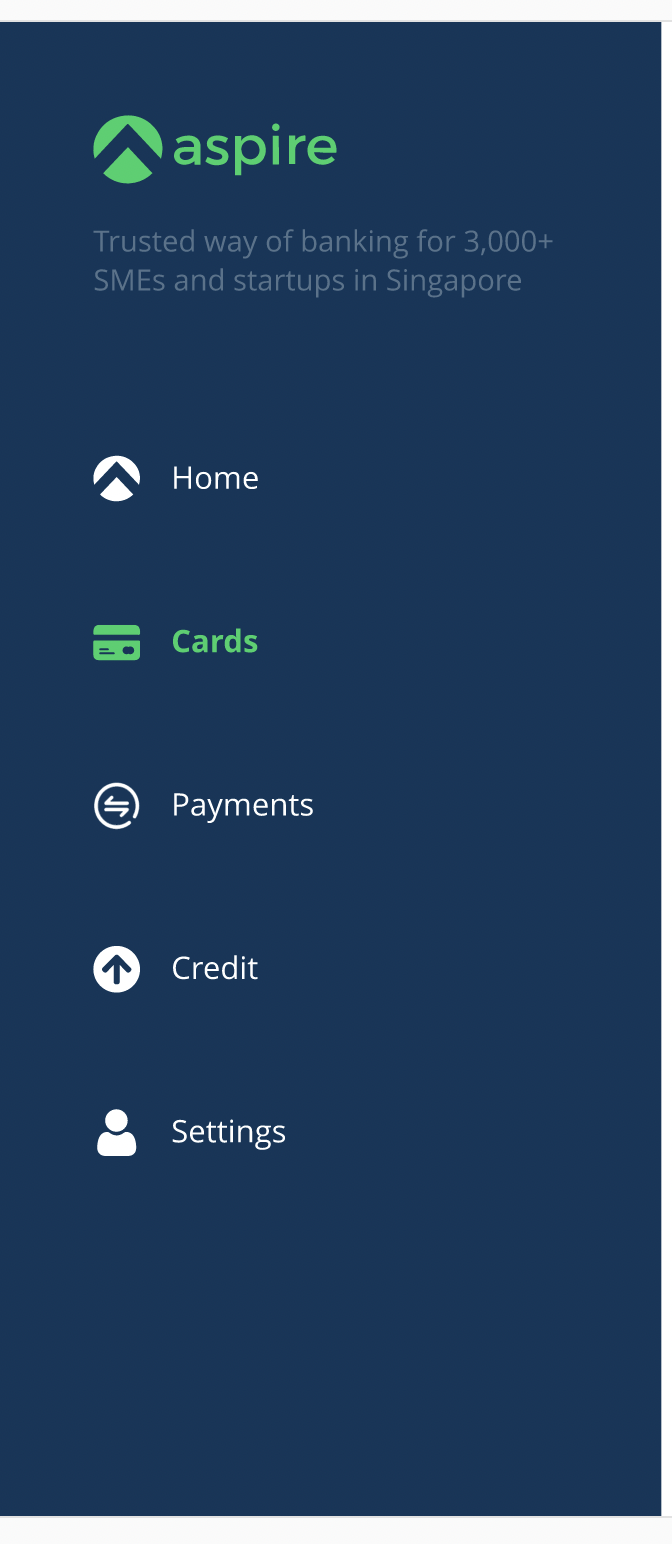 aspire
Trusted way of banking for 3,000+
SMEs and startups in Singapore
Home
Cards
Payments
Credit
Settings